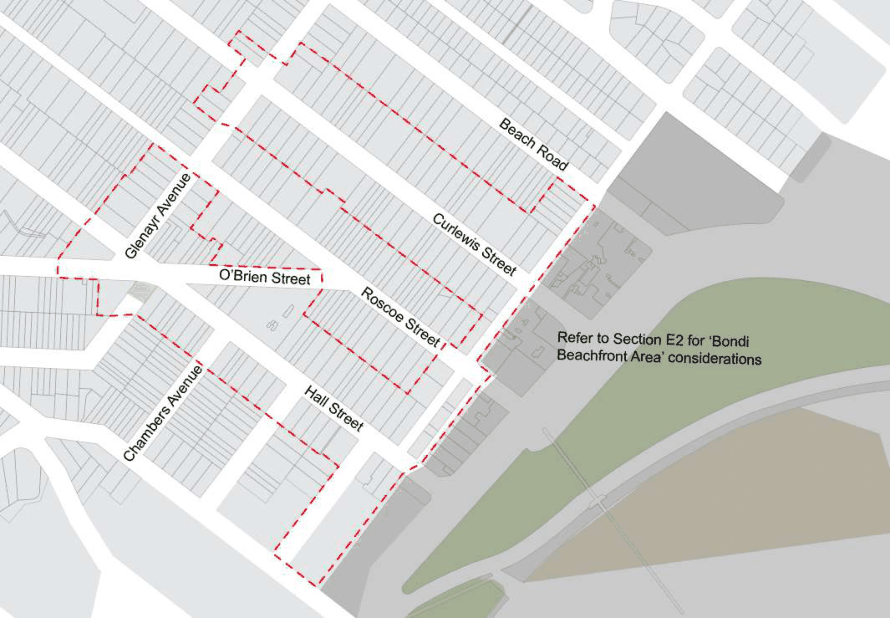 Beach Road
Glenayr Avenue
Curlewis Street
O'Brien Street
Roscoe Street
Refer to Section E2 for 'Bondi
Beachfront Area' considerations
Hall Street
Chambers Avenue